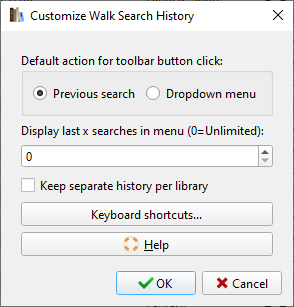 Customize Walk Search History
Default action for toolbar button click:
Previous search Dropdown menu
Display last x searches in menu (0=Unlimited):
0
Keep separate history per library
Keyboard shortcuts...
Help
OK Cancel